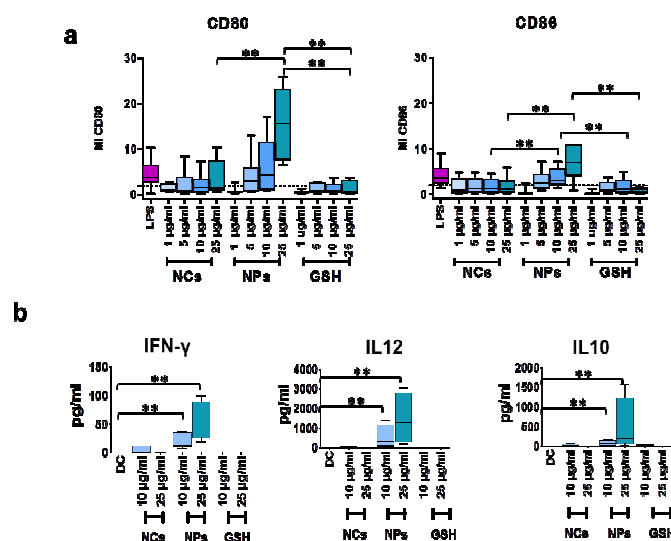 a
CD80
CD86
MI CD80
30
20
10
0
**
**
**
LPS
1 µg/ml
5 µg/ml
10 µg/ml
25 µg/ml
1 µg/ml
5 µg/ml
10 µg/ml
25 µg/ml
1 ug/ml
5 µg/ml
10 µg/ml
25 µg/ml
NCs
NPs
GSH
MI CD86
30
20
10
0
**
**
**
**
LPS
1 µg/ml
5 µg/ml
10 µg/ml
25 µg/ml
1 µg/ml
5 µg/ml
10 µg/ml
25 µg/ml
1 ug/ml
5 µg/ml
10 µg/ml
25 µg/ml
NCs
NPs
GSH
b
IFN-γ
IL12
IL10
pg/ml
150
100
50
0
**
**
DC
10 µg/ml
25 µg/ml
10 µg/ml
25 µg/ml
10 µg/ml
25 µg/ml
NCs
NPs
GSH
pg/ml
4000
3000
2000
1000
0
**
**
DC
10 µg/ml
25 µg/ml
10 µg/ml
25 µg/ml
10 µg/ml
25 µg/ml
NCs
NPs
GSH
pg/ml
2000
1500
1000
500
0
**
**
DC
10 µg/ml
25 µg/ml
10 µg/ml
25 µg/ml
10 µg/ml
25 µg/ml
NCs
NPs
GSH